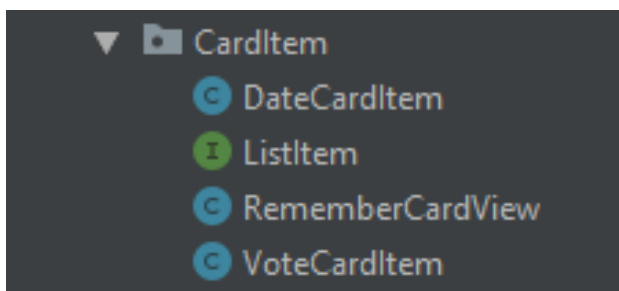 CardItem
C DateCardItem
I ListItem
C RememberCardView
C VoteCardItem